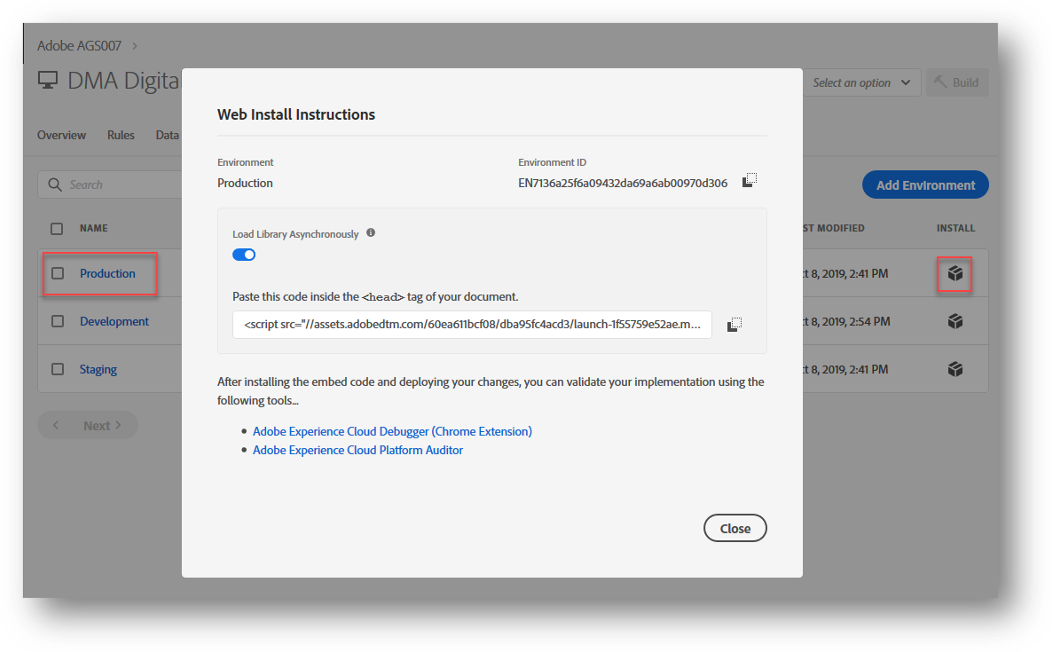 Adobe AGS007 >
DMA Digita
Select an option
Build
Overview Rules Data
Search
Add Environment
NAME
ST MODIFIED
INSTALL
Production
t 8, 2019, 2:41 PM
Development
t 8, 2019, 2:54 PM
Staging
t 8, 2019, 2:41 PM
< Next >
Web Install Instructions
Environment
Production
Environment ID
EN7136a25f6a09432da69a6ab00970d306
Load Library Asynchronously
Paste this code inside the <head> tag of your document.
<script src="//assets.adobedtm.com/60ea611bcf08/dba95fc4acd3/launch-1f55759e52ae.m...
After installing the embed code and deploying your changes, you can validate your implementation using the
following tools...
• Adobe Experience Cloud Debugger (Chrome Extension)
• Adobe Experience Cloud Platform Auditor
Close